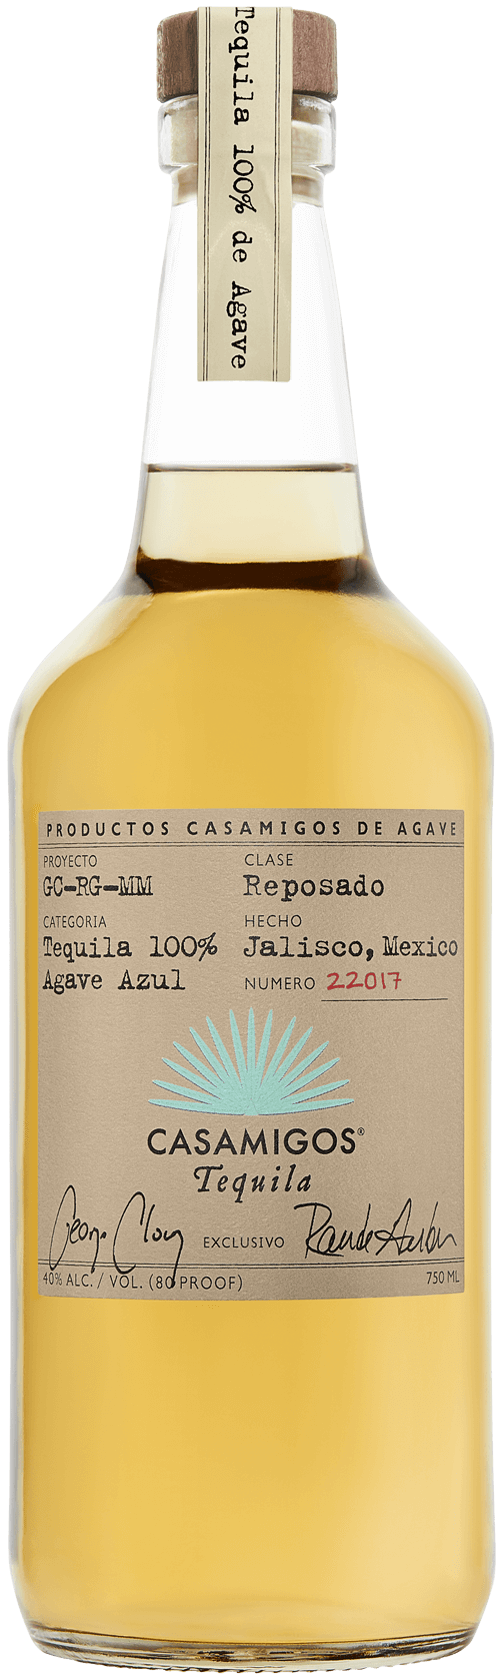 Tequila 100% de Agave
PRODUCTOS CASAMIGOS DE AGAVE
PROYECTO
GC-RG-MM
CLASE
Reposado
CATEGORIA
Tequila 100%
Agave Azul
HECHO
Jalisco, Mexico
NUMERO 22017
CASAMIGOS®
Tequila
EXCLUSIVO
40% ALC. / VOL. (80 PROOF)
750 ML